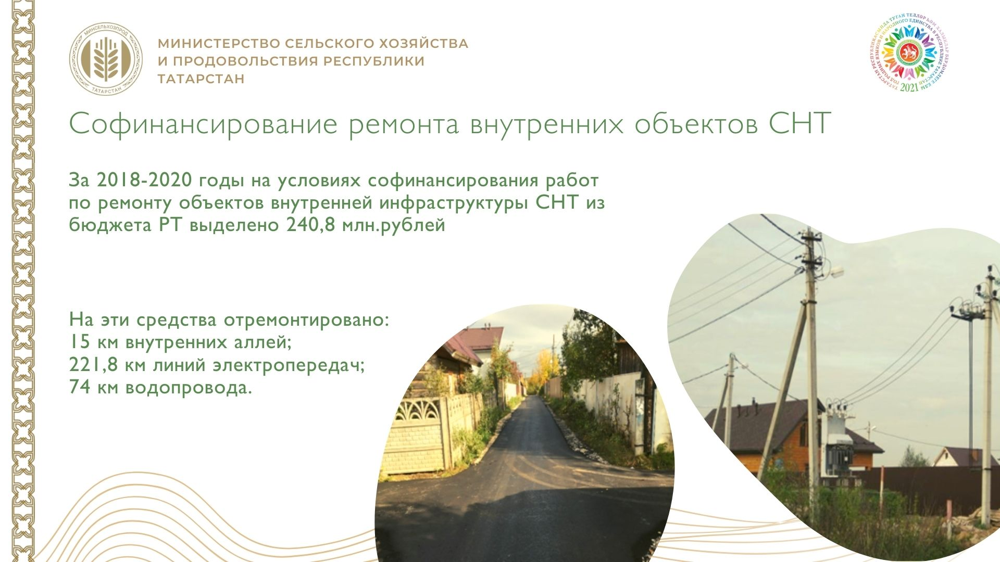 МИНСЕЛЬХОЗПРОД
ТАТАРСТАН
МИНИСТЕРСТВО СЕЛЬСКОГО ХОЗЯЙСТВА
И ПРОДОВОЛЬСТВИЯ РЕСПУБЛИКИ
ТАТАРСТАН
ТАТАРСТАН РЕСПУБЛИКАСЫНДА ТУГАН ТЕЛЛӘР ҺӘМ ХАЛЫКЛАР БЕРДӘМЛЕГЕ ЕЛЫ
ГОД РОДНЫХ ЯЗЫКОВ И НАРОДНОГО ЕДИНСТВА В РЕСПУБЛИКЕ ТАТАРСТАН
2021
Софинансирование ремонта внутренних объектов СНТ
За 2018-2020 годы на условиях софинансирования работ
по ремонту объектов внутренней инфраструктуры СНТ из
бюджета РТ выделено 240,8 млн.рублей
На эти средства отремонтировано:
15 км внутренних аллей;
221,8 км линий электропередач;
74 км водопровода.